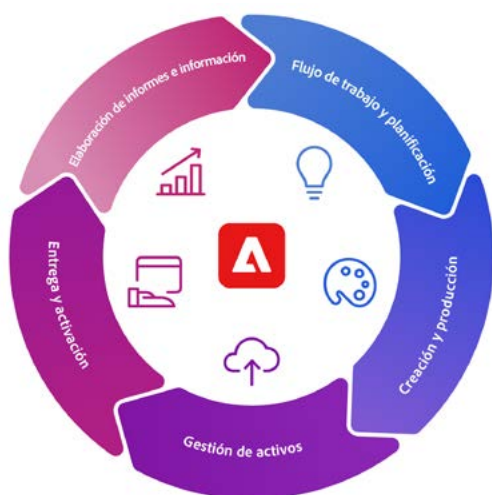 Elaboración de informes e información
Flujo de trabajo y planificación
Creación y producción
Gestión de activos
Entrega y activación